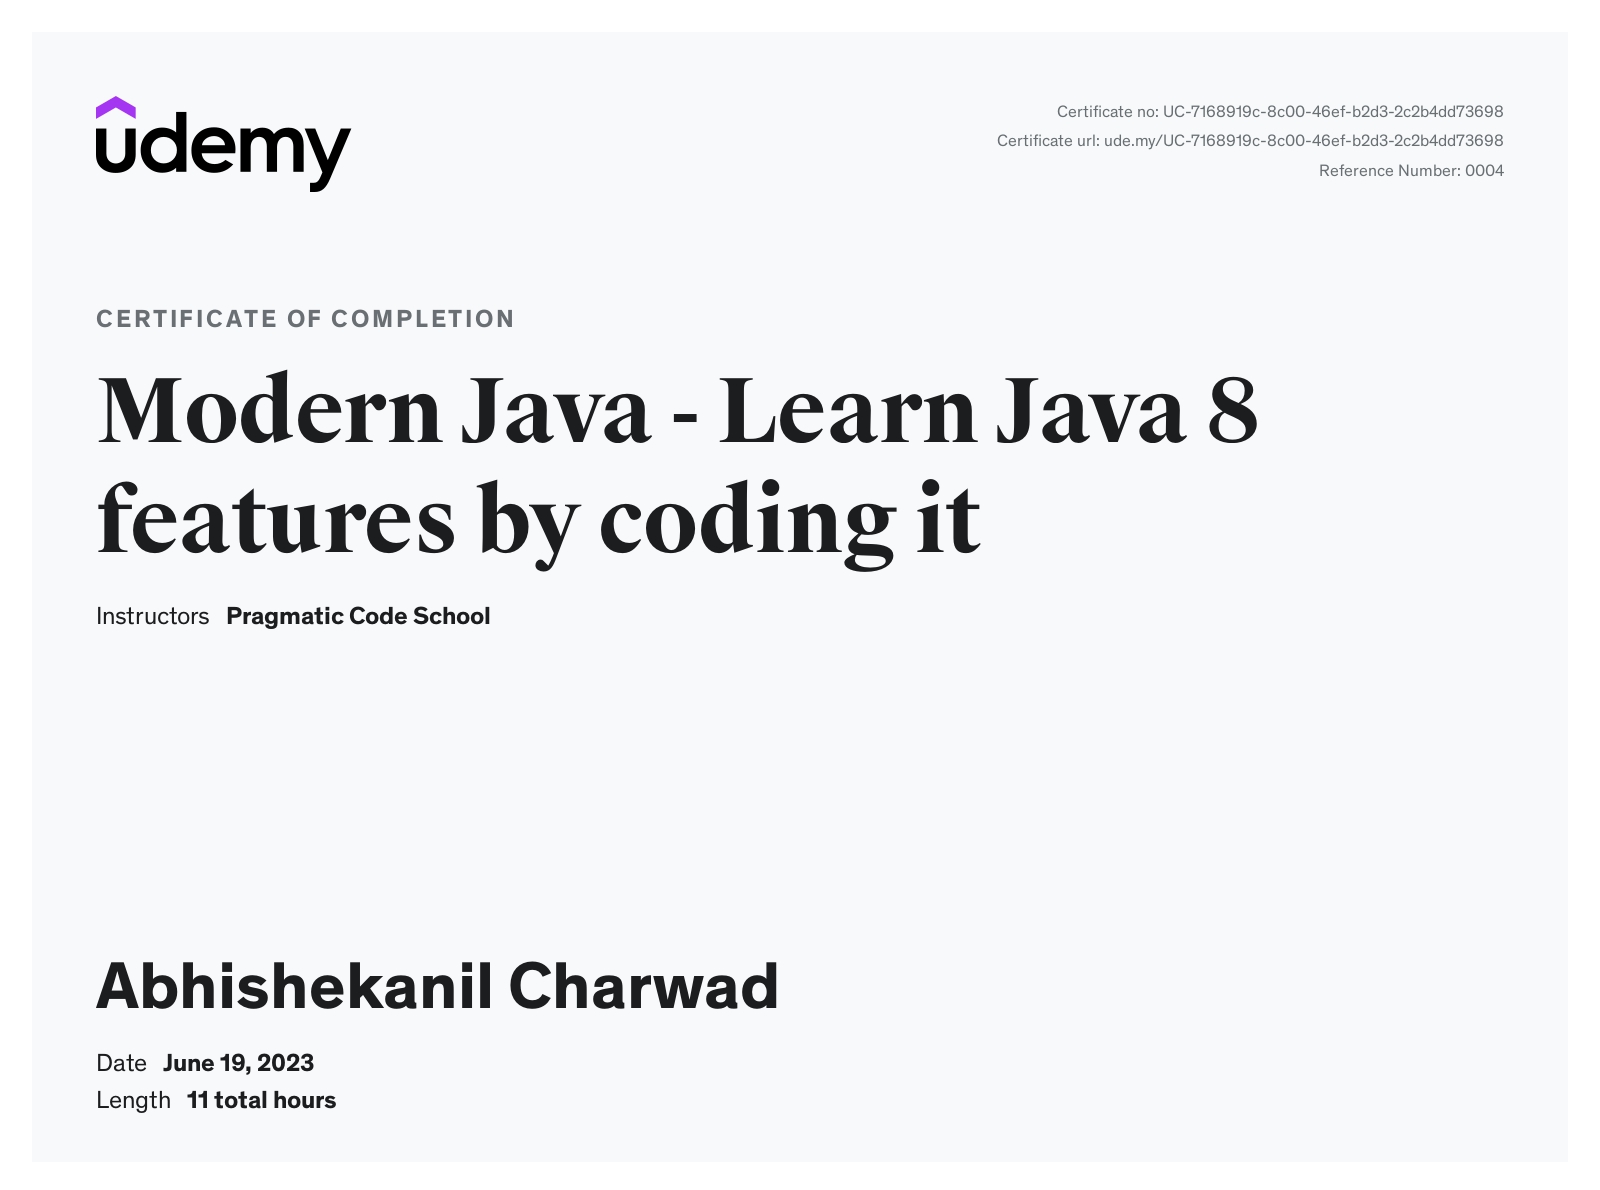 udemy
Certificate no: UC-7168919c-8c00-46ef-b2d3-2c2b4dd73698
Certificate url: ude.my/UC-7168919c-8c00-46ef-b2d3-2c2b4dd73698
Reference Number: 0004
CERTIFICATE OF COMPLETION
Modern Java - Learn Java 8
features by coding it
Instructors Pragmatic Code School
Abhishekanil Charwad
Date June 19, 2023
Length 11 total hours